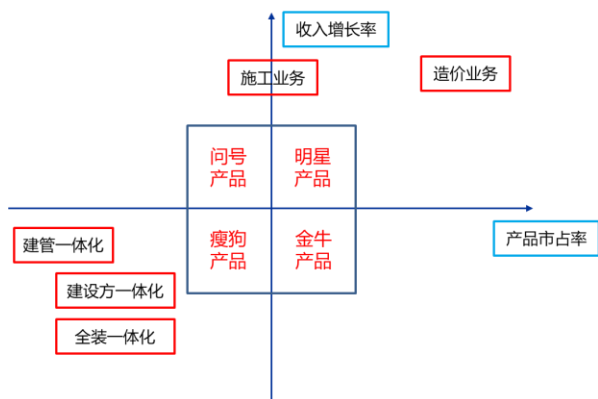 收入增长率
施工业务
造价业务
问号
产品
明星
产品
产品市占率
建管一体化
瘦狗
产品
金牛
产品
建设方一体化
全装一体化